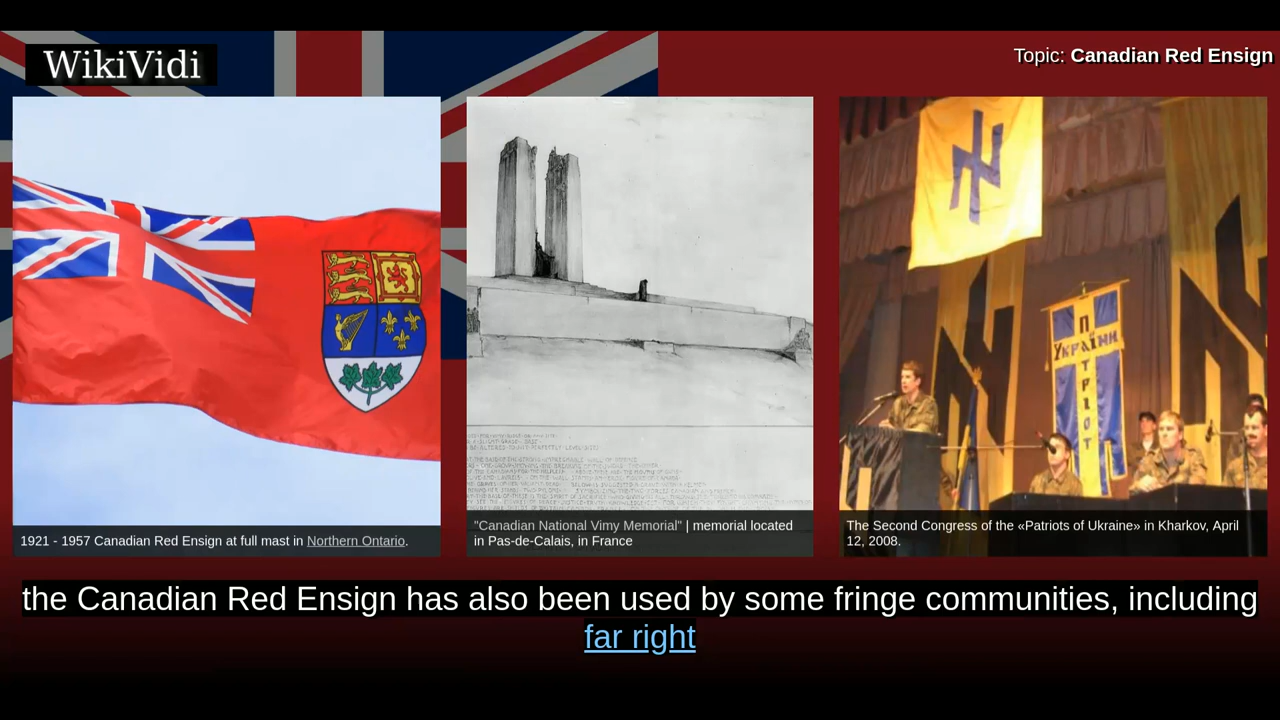 WikiVidi
Topic: Canadian Red Ensign
1921 - 1957 Canadian Red Ensign at full mast in Northern Ontario.
"Canadian National Vimy Memorial" | memorial located
in Pas-de-Calais, in France
ПАТРІОТ
УКРАЇНИ
The Second Congress of the «Patriots of Ukraine» in Kharkov, April
12, 2008.
the Canadian Red Ensign has also been used by some fringe communities, including
far right